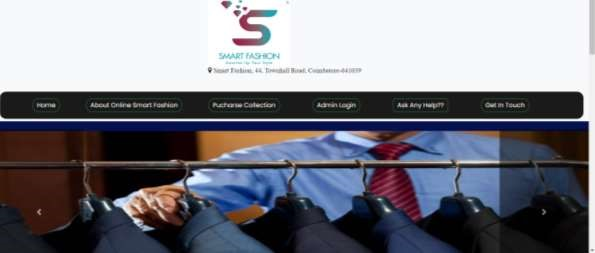 SMART FASHION
Smart Fashion, 44, Townhall Road, Coimbatore-641039
Home About Online Smart Fashion Pucharse Collection Admin Login Ask Any Help?? Get In Touch